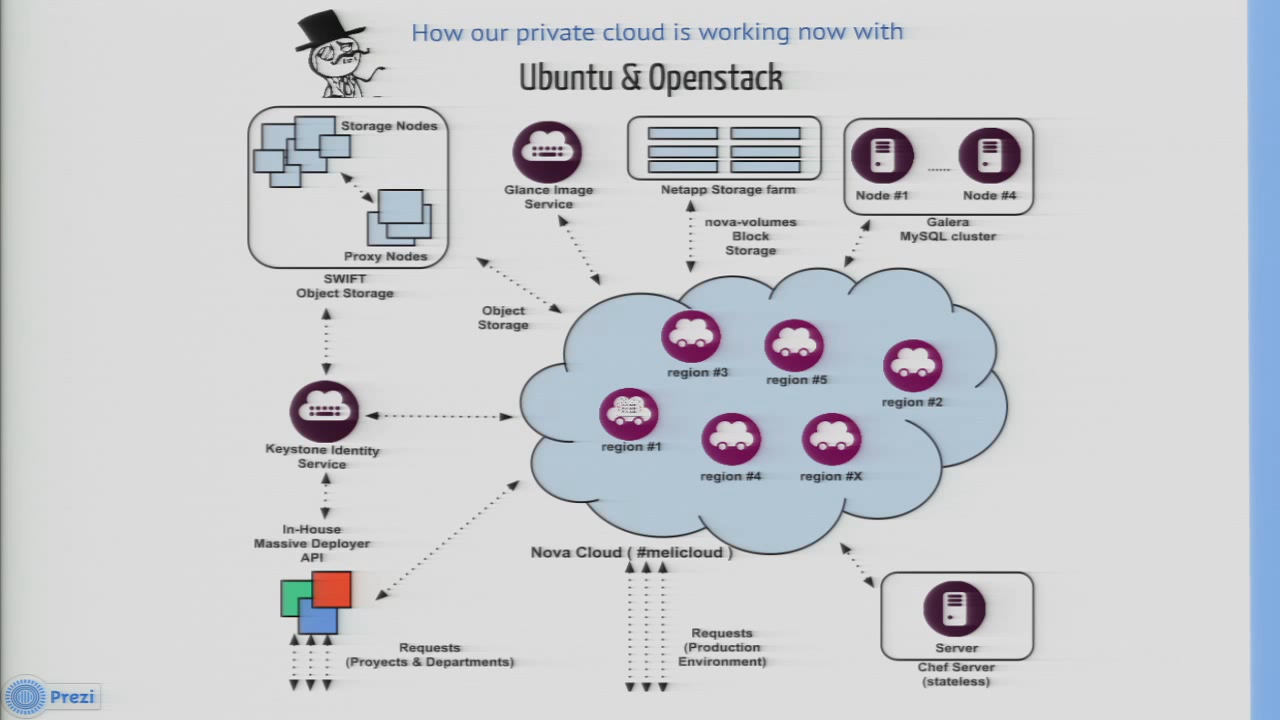 How our private cloud is working now with
Ubuntu & Openstack
Storage Nodes
Proxy Nodes
SWIFT
Object Storage
Glance Image
Service
Netapp Storage farm
nova-volumes
Block
Storage
Node #1
Node #4
Galera
MySQL cluster
Object
Storage
region #3
region #5
region #2
region #1
region #4
region #X
Keystone Identity
Service
In-House
Massive Deployer
API
Nova Cloud ( #melicloud )
Requests
(Proyects & Departments)
Requests
(Production
Environment)
Server
Chef Server
(stateless)
Prezi